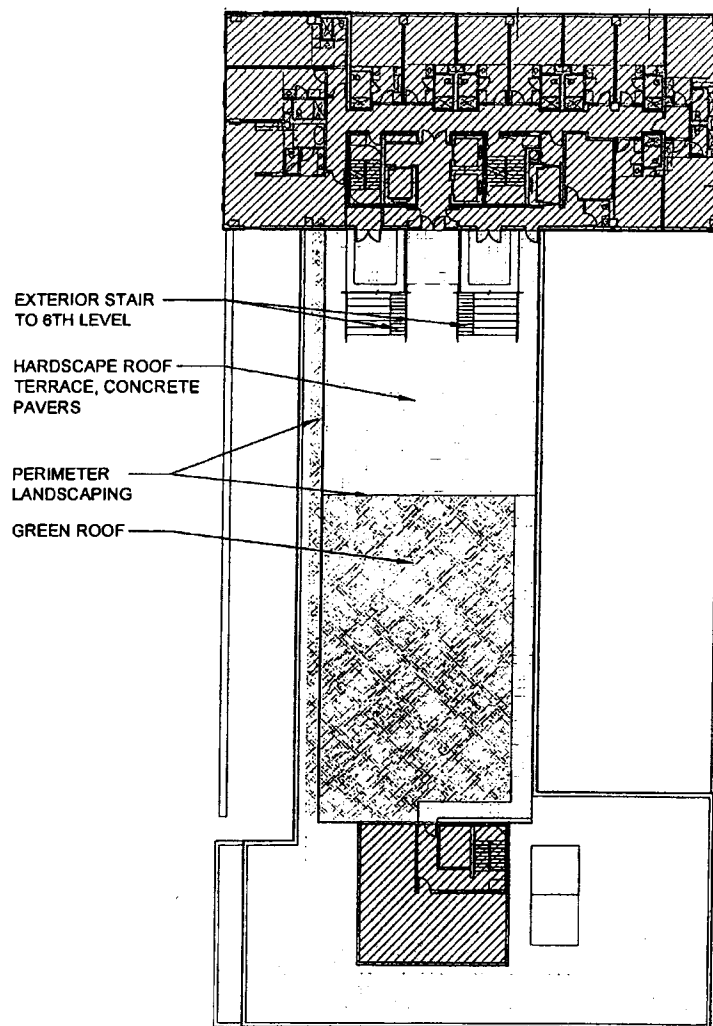 EXTERIOR STAIR
TO 6TH LEVEL
HARDSCAPE ROOF
TERRACE, CONCRETE
PAVERS
PERIMETER
LANDSCAPING
GREEN ROOF